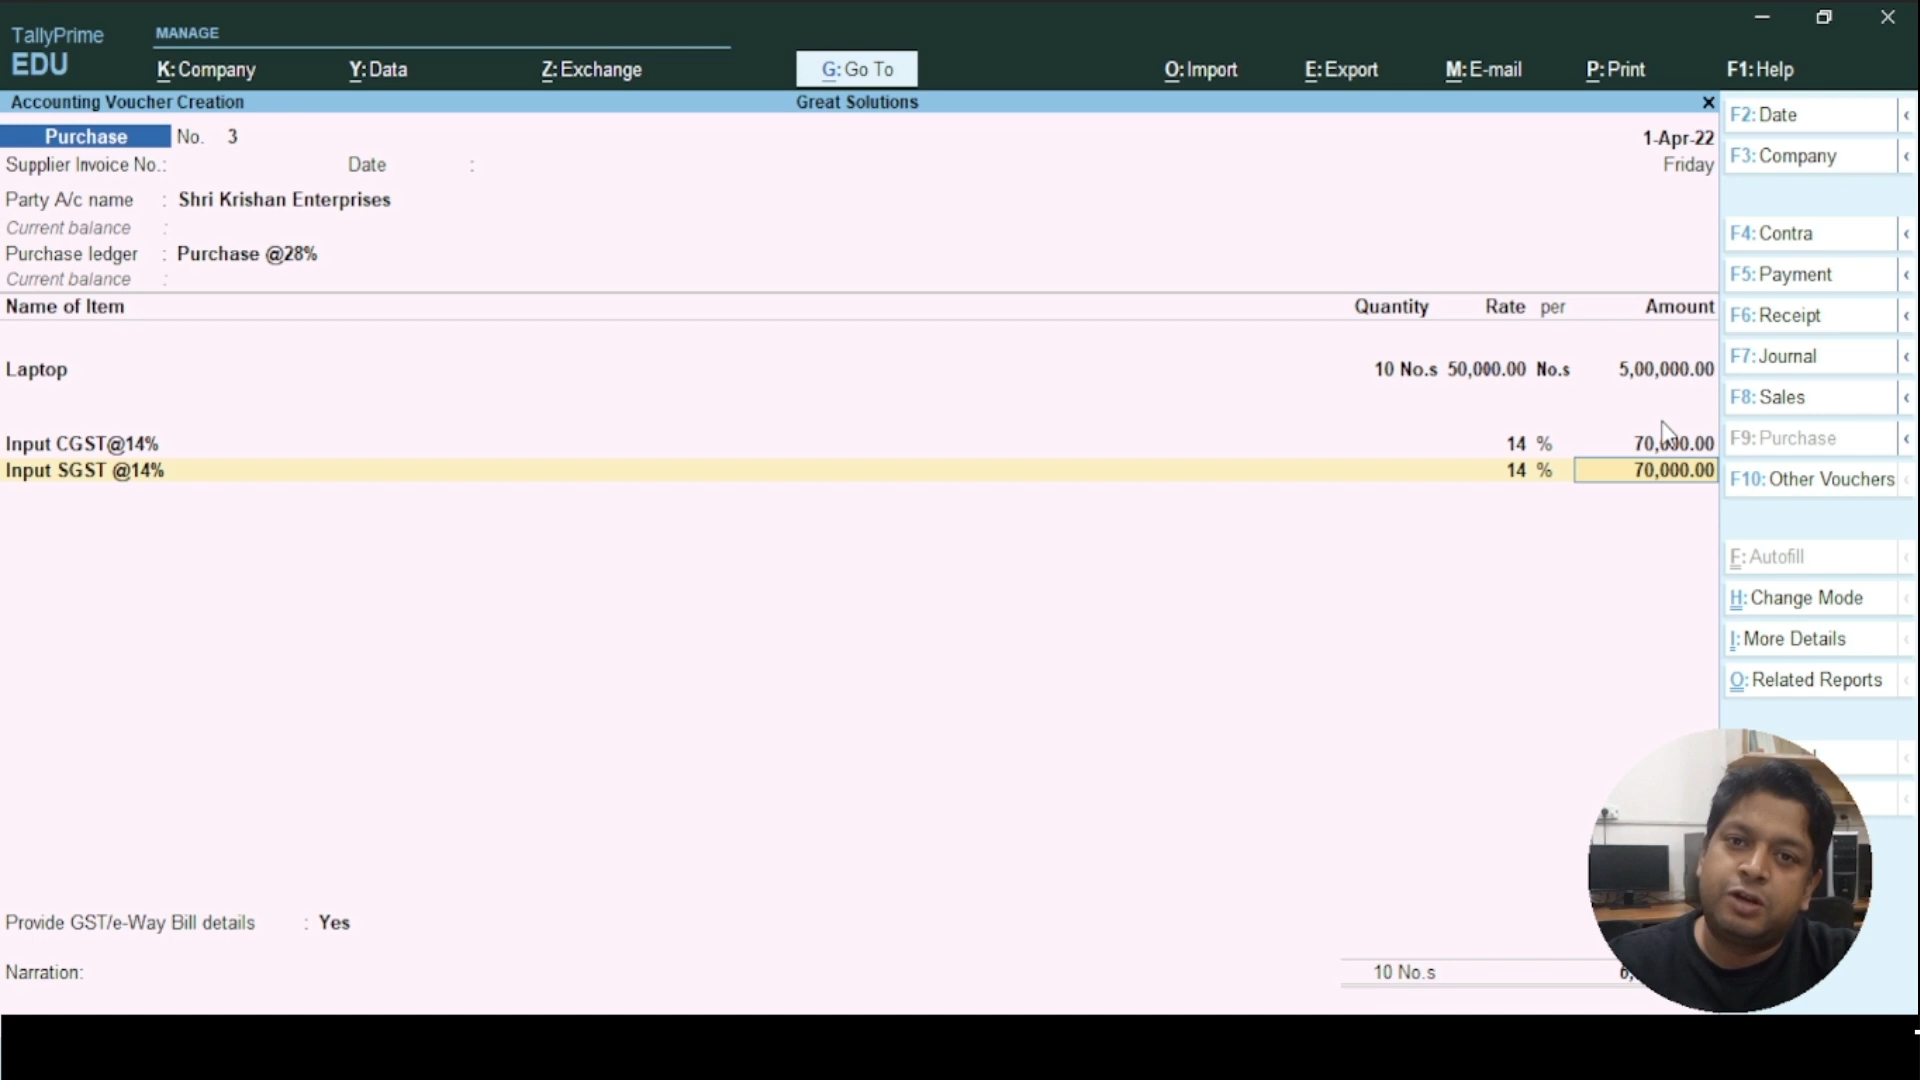 TallyPrime
EDU
MANAGE
K: Company Y: Data Z: Exchange G: Go To O: Import E: Export M: E-mail P: Print F1: Help
Accounting Voucher Creation Great Solutions ×
Purchase No. 3 1-Apr-22
Supplier Invoice No.: Date : Friday
Party A/c name : Shri Krishan Enterprises
Current balance :
Purchase ledger : Purchase @28%
Current balance :
Name of Item Quantity Rate per Amount
Laptop 10 No.s 50,000.00 No.s 5,00,000.00
Input CGST@14% 14 % 70,000.00
Input SGST @14% 14 % 70,000.00
Provide GST/e-Way Bill details : Yes
Narration: 10 No.s
F2: Date
F3: Company
F4: Contra
F5: Payment
F6: Receipt
F7: Journal
F8: Sales
F9: Purchase
F10: Other Vouchers
F: Autofill
H: Change Mode
I: More Details
O: Related Reports